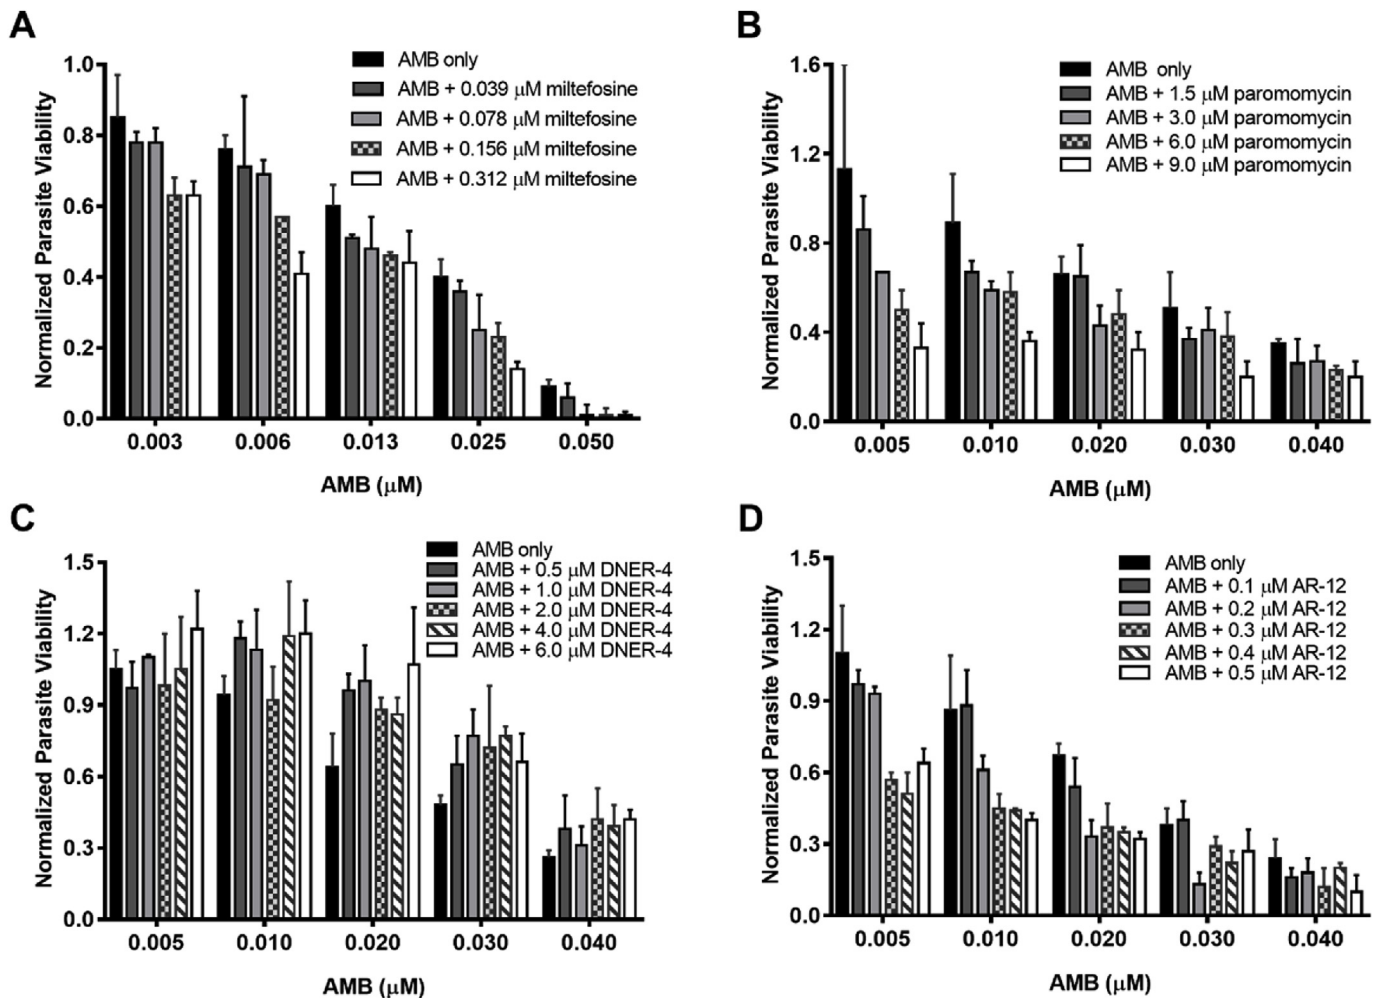 A
Normalized Parasite Viability
1.0
0.8
0.6
0.4
0.2
0.0
0.003 0.006 0.013 0.025 0.050
AMB (μM)
AMB only
AMB + 0.039 μM miltefosine
AMB + 0.078 μM miltefosine
AMB + 0.156 μM miltefosine
AMB + 0.312 μM miltefosine
B
Normalized Parasite Viability
1.6
1.2
0.8
0.4
0.0
0.005 0.010 0.020 0.030 0.040
AMB (μM)
AMB only
AMB + 1.5 μM paromomycin
AMB + 3.0 μM paromomycin
AMB + 6.0 μM paromomycin
AMB + 9.0 μM paromomycin
C
Normalized Parasite Viability
1.5
1.2
0.9
0.6
0.3
0.0
0.005 0.010 0.020 0.030 0.040
AMB (μM)
AMB only
AMB + 0.5 μM DNER-4
AMB + 1.0 μM DNER-4
AMB + 2.0 μM DNER-4
AMB + 4.0 μM DNER-4
AMB + 6.0 μM DNER-4
D
Normalized Parasite Viability
1.5
1.2
0.9
0.6
0.3
0.0
0.005 0.010 0.020 0.030 0.040
AMB (μM)
AMB only
AMB + 0.1 μM AR-12
AMB + 0.2 μM AR-12
AMB + 0.3 μM AR-12
AMB + 0.4 μM AR-12
AMB + 0.5 μM AR-12